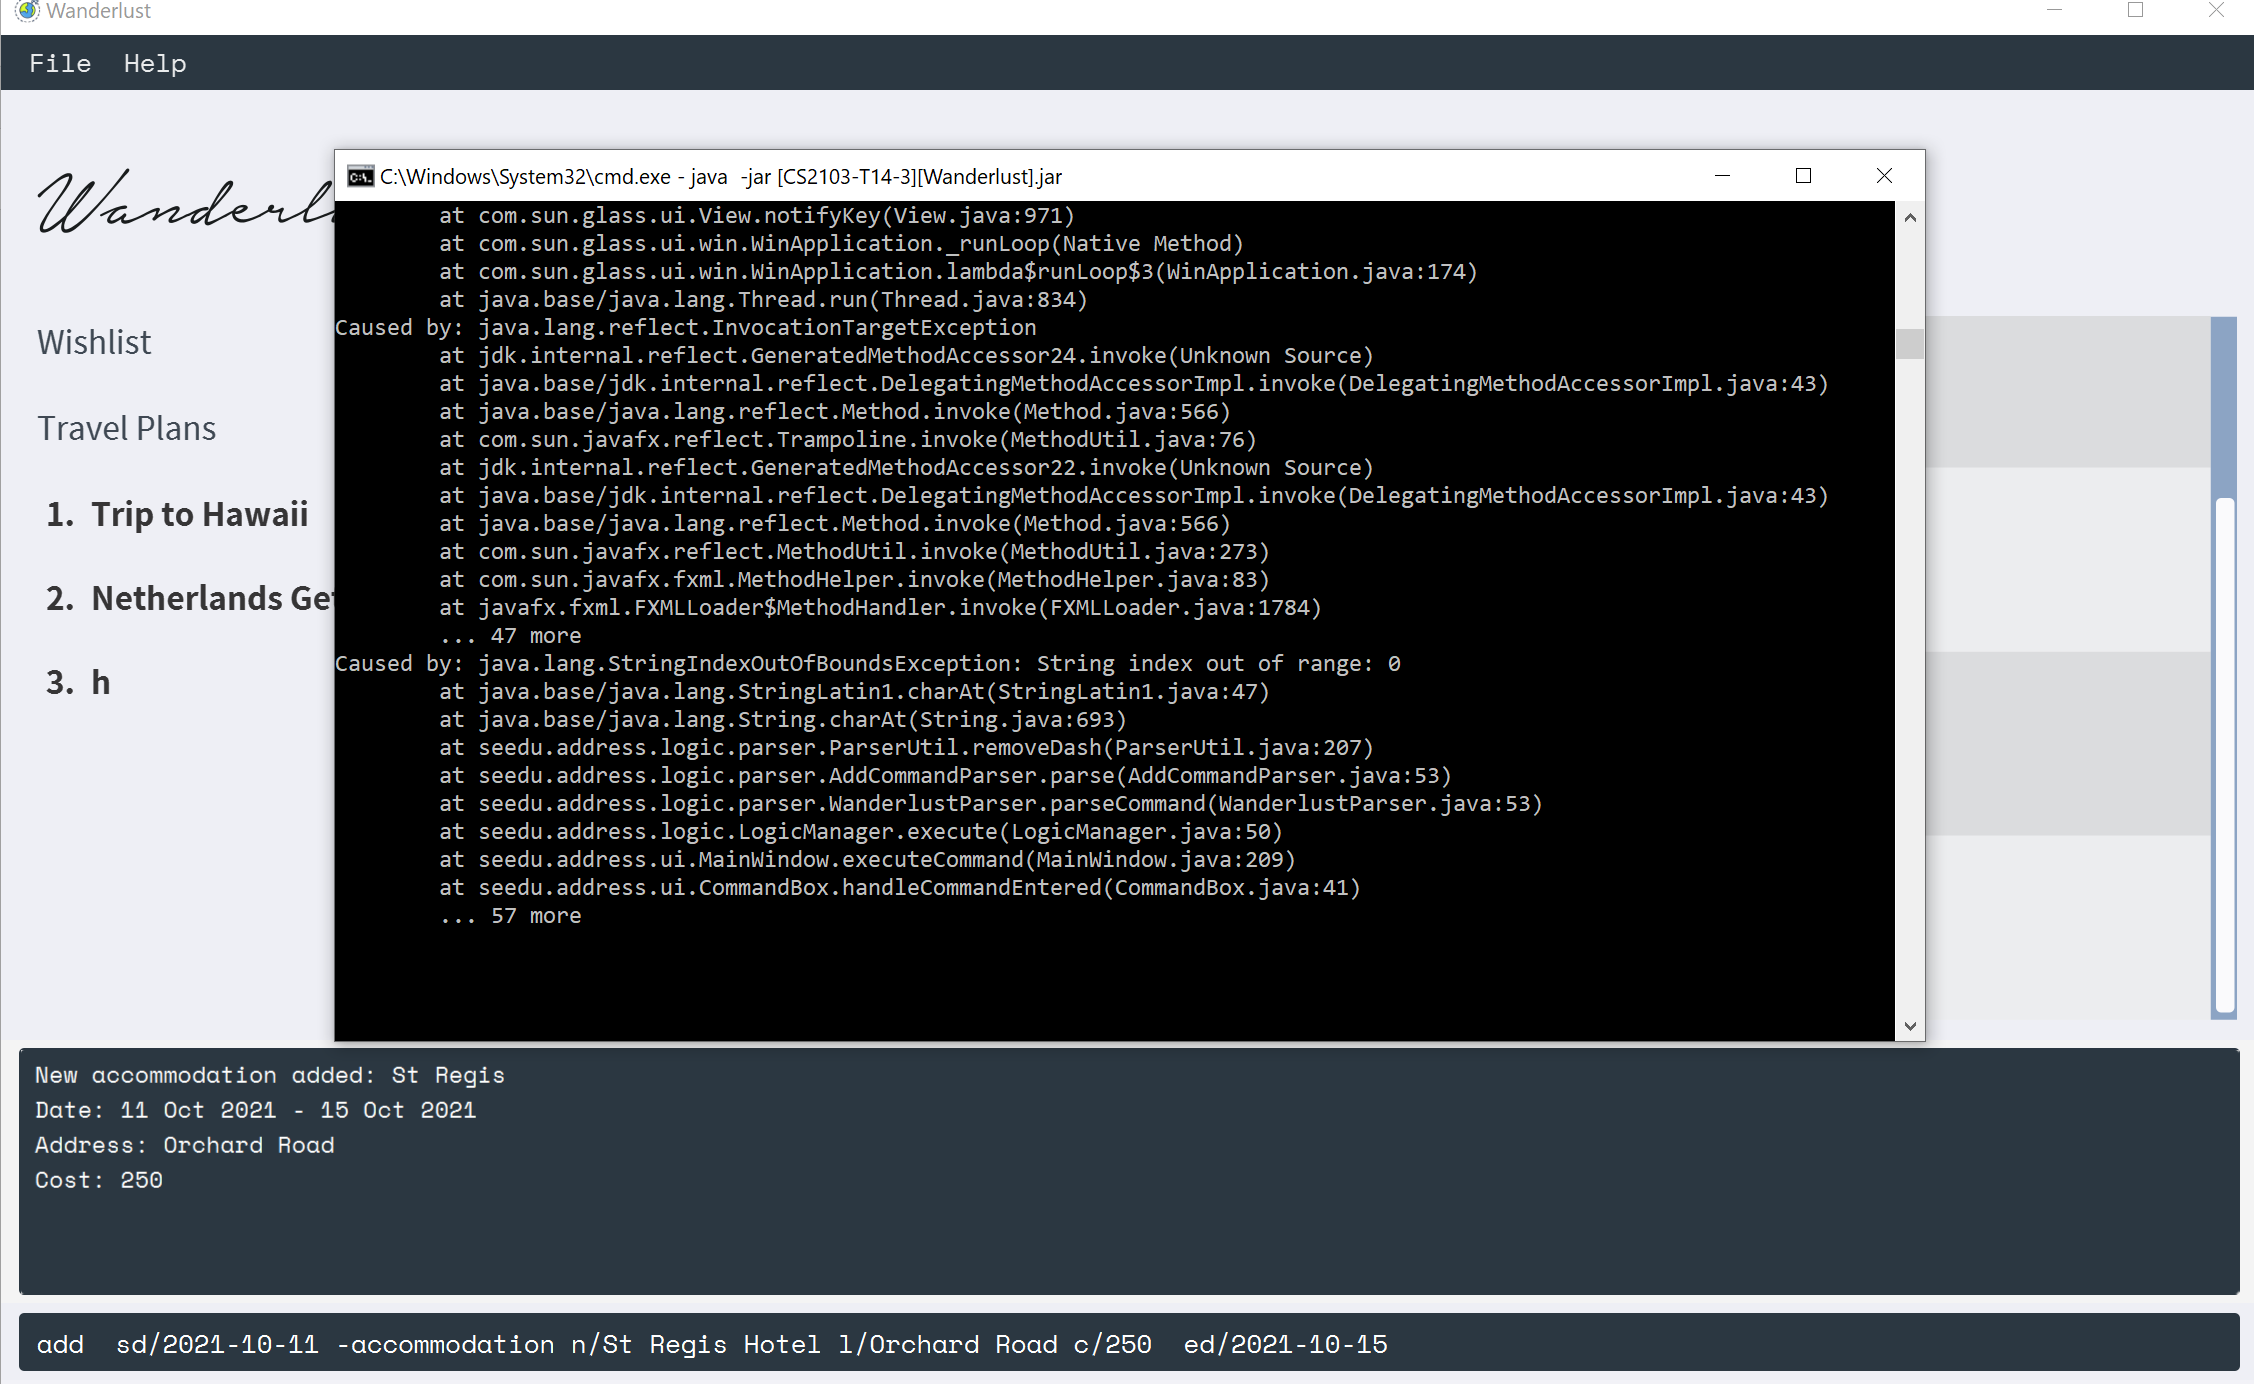 Wanderlust
File Help
Wanderl
Wishlist
Travel Plans
1. Trip to Hawaii
2. Netherlands Ge
3. h
C:\Windows\System32\cmd.exe - java  -jar [CS2103-T14-3][Wanderlust].jar
at com.sun.glass.ui.View.notifyKey(View.java:971)
at com.sun.glass.ui.win.WinApplication._runLoop(Native Method)
at com.sun.glass.ui.win.WinApplication.lambda$runLoop$3(WinApplication.java:174)
at java.base/java.lang.Thread.run(Thread.java:834)
Caused by: java.lang.reflect.InvocationTargetException
at jdk.internal.reflect.GeneratedMethodAccessor24.invoke(Unknown Source)
at java.base/jdk.internal.reflect.DelegatingMethodAccessorImpl.invoke(DelegatingMethodAccessorImpl.java:43)
at java.base/java.lang.reflect.Method.invoke(Method.java:566)
at com.sun.javafx.reflect.Trampoline.invoke(MethodUtil.java:76)
at jdk.internal.reflect.GeneratedMethodAccessor22.invoke(Unknown Source)
at java.base/jdk.internal.reflect.DelegatingMethodAccessorImpl.invoke(DelegatingMethodAccessorImpl.java:43)
at java.base/java.lang.reflect.Method.invoke(Method.java:566)
at com.sun.javafx.reflect.MethodUtil.invoke(MethodUtil.java:273)
at com.sun.javafx.fxml.MethodHelper.invoke(MethodHelper.java:83)
at javafx.fxml.FXMLLoader$MethodHandler.invoke(FXMLLoader.java:1784)
... 47 more
Caused by: java.lang.StringIndexOutOfBoundsException: String index out of range: 0
at java.base/java.lang.StringLatin1.charAt(StringLatin1.java:47)
at java.base/java.lang.String.charAt(String.java:693)
at seedu.address.logic.parser.ParserUtil.removeDash(ParserUtil.java:207)
at seedu.address.logic.parser.AddCommandParser.parse(AddCommandParser.java:53)
at seedu.address.logic.parser.WanderlustParser.parseCommand(WanderlustParser.java:53)
at seedu.address.logic.LogicManager.execute(LogicManager.java:50)
at seedu.address.ui.MainWindow.executeCommand(MainWindow.java:209)
at seedu.address.ui.CommandBox.handleCommandEntered(CommandBox.java:41)
... 57 more
New accommodation added: St Regis
Date: 11 Oct 2021 - 15 Oct 2021
Address: Orchard Road
Cost: 250
add  sd/2021-10-11 -accommodation n/St Regis Hotel l/Orchard Road c/250  ed/2021-10-15